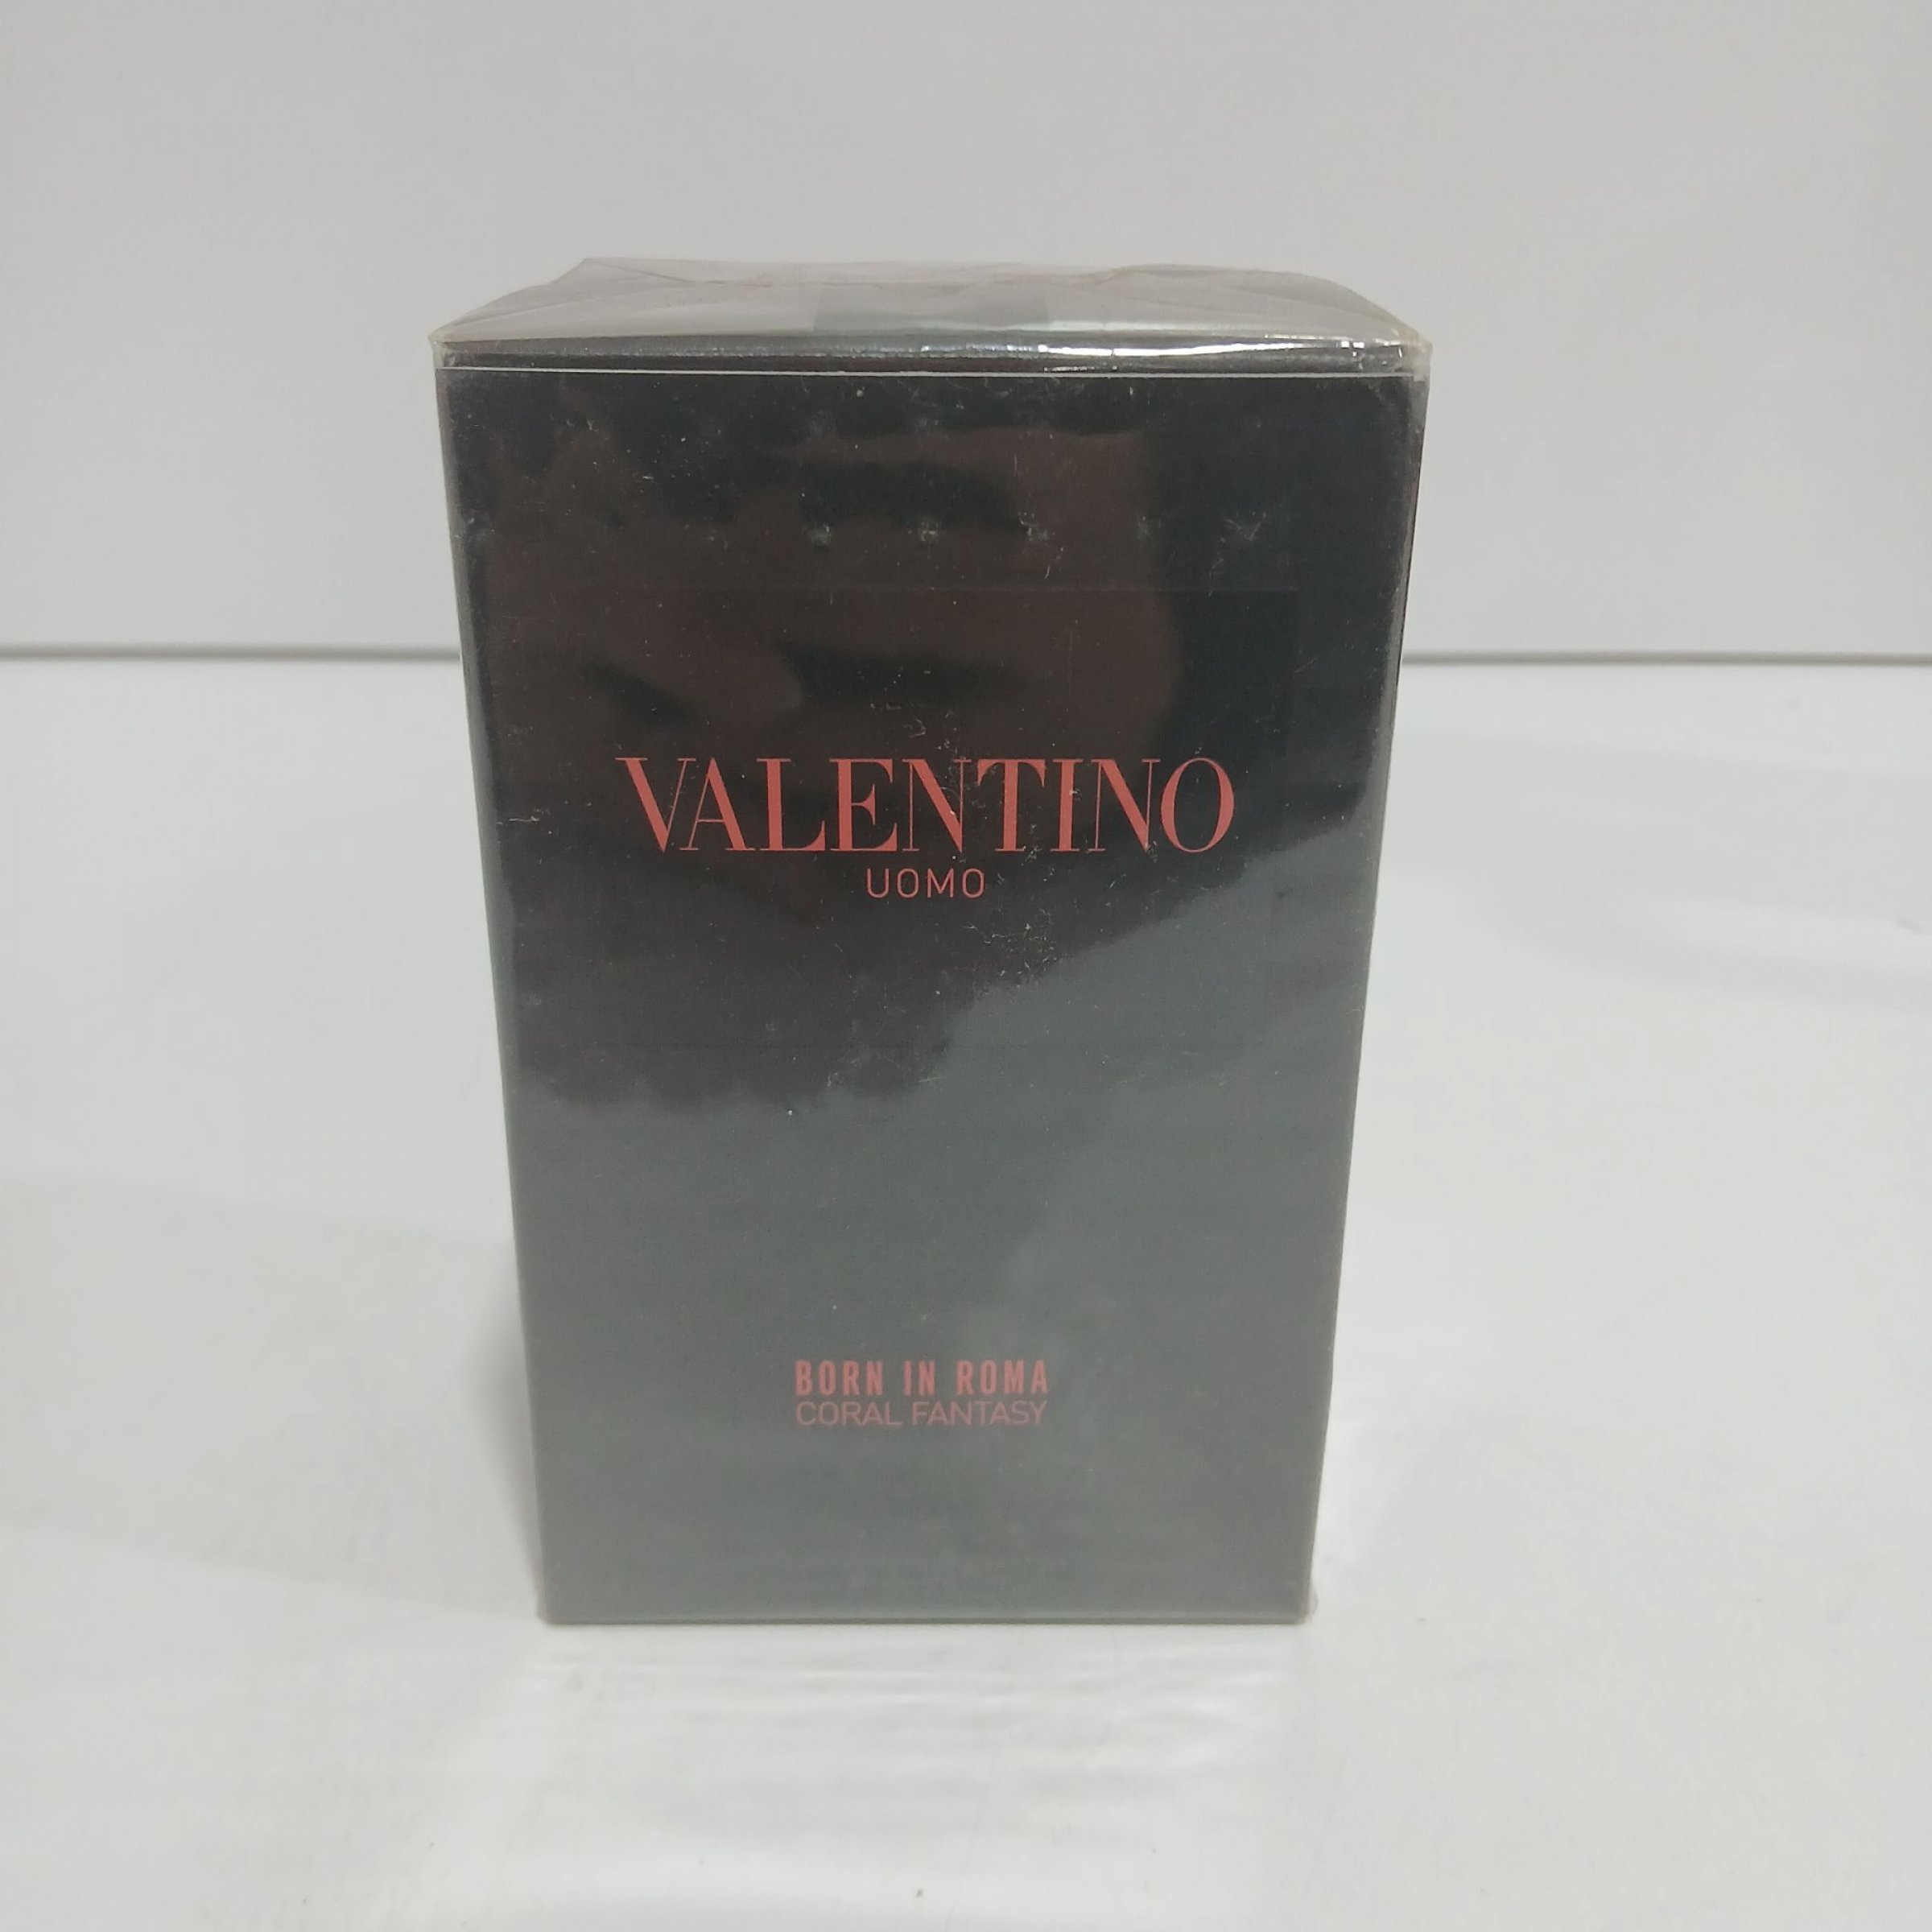 VALENTINO
UOMO
BORN IN ROMA
CORAL FANTASY